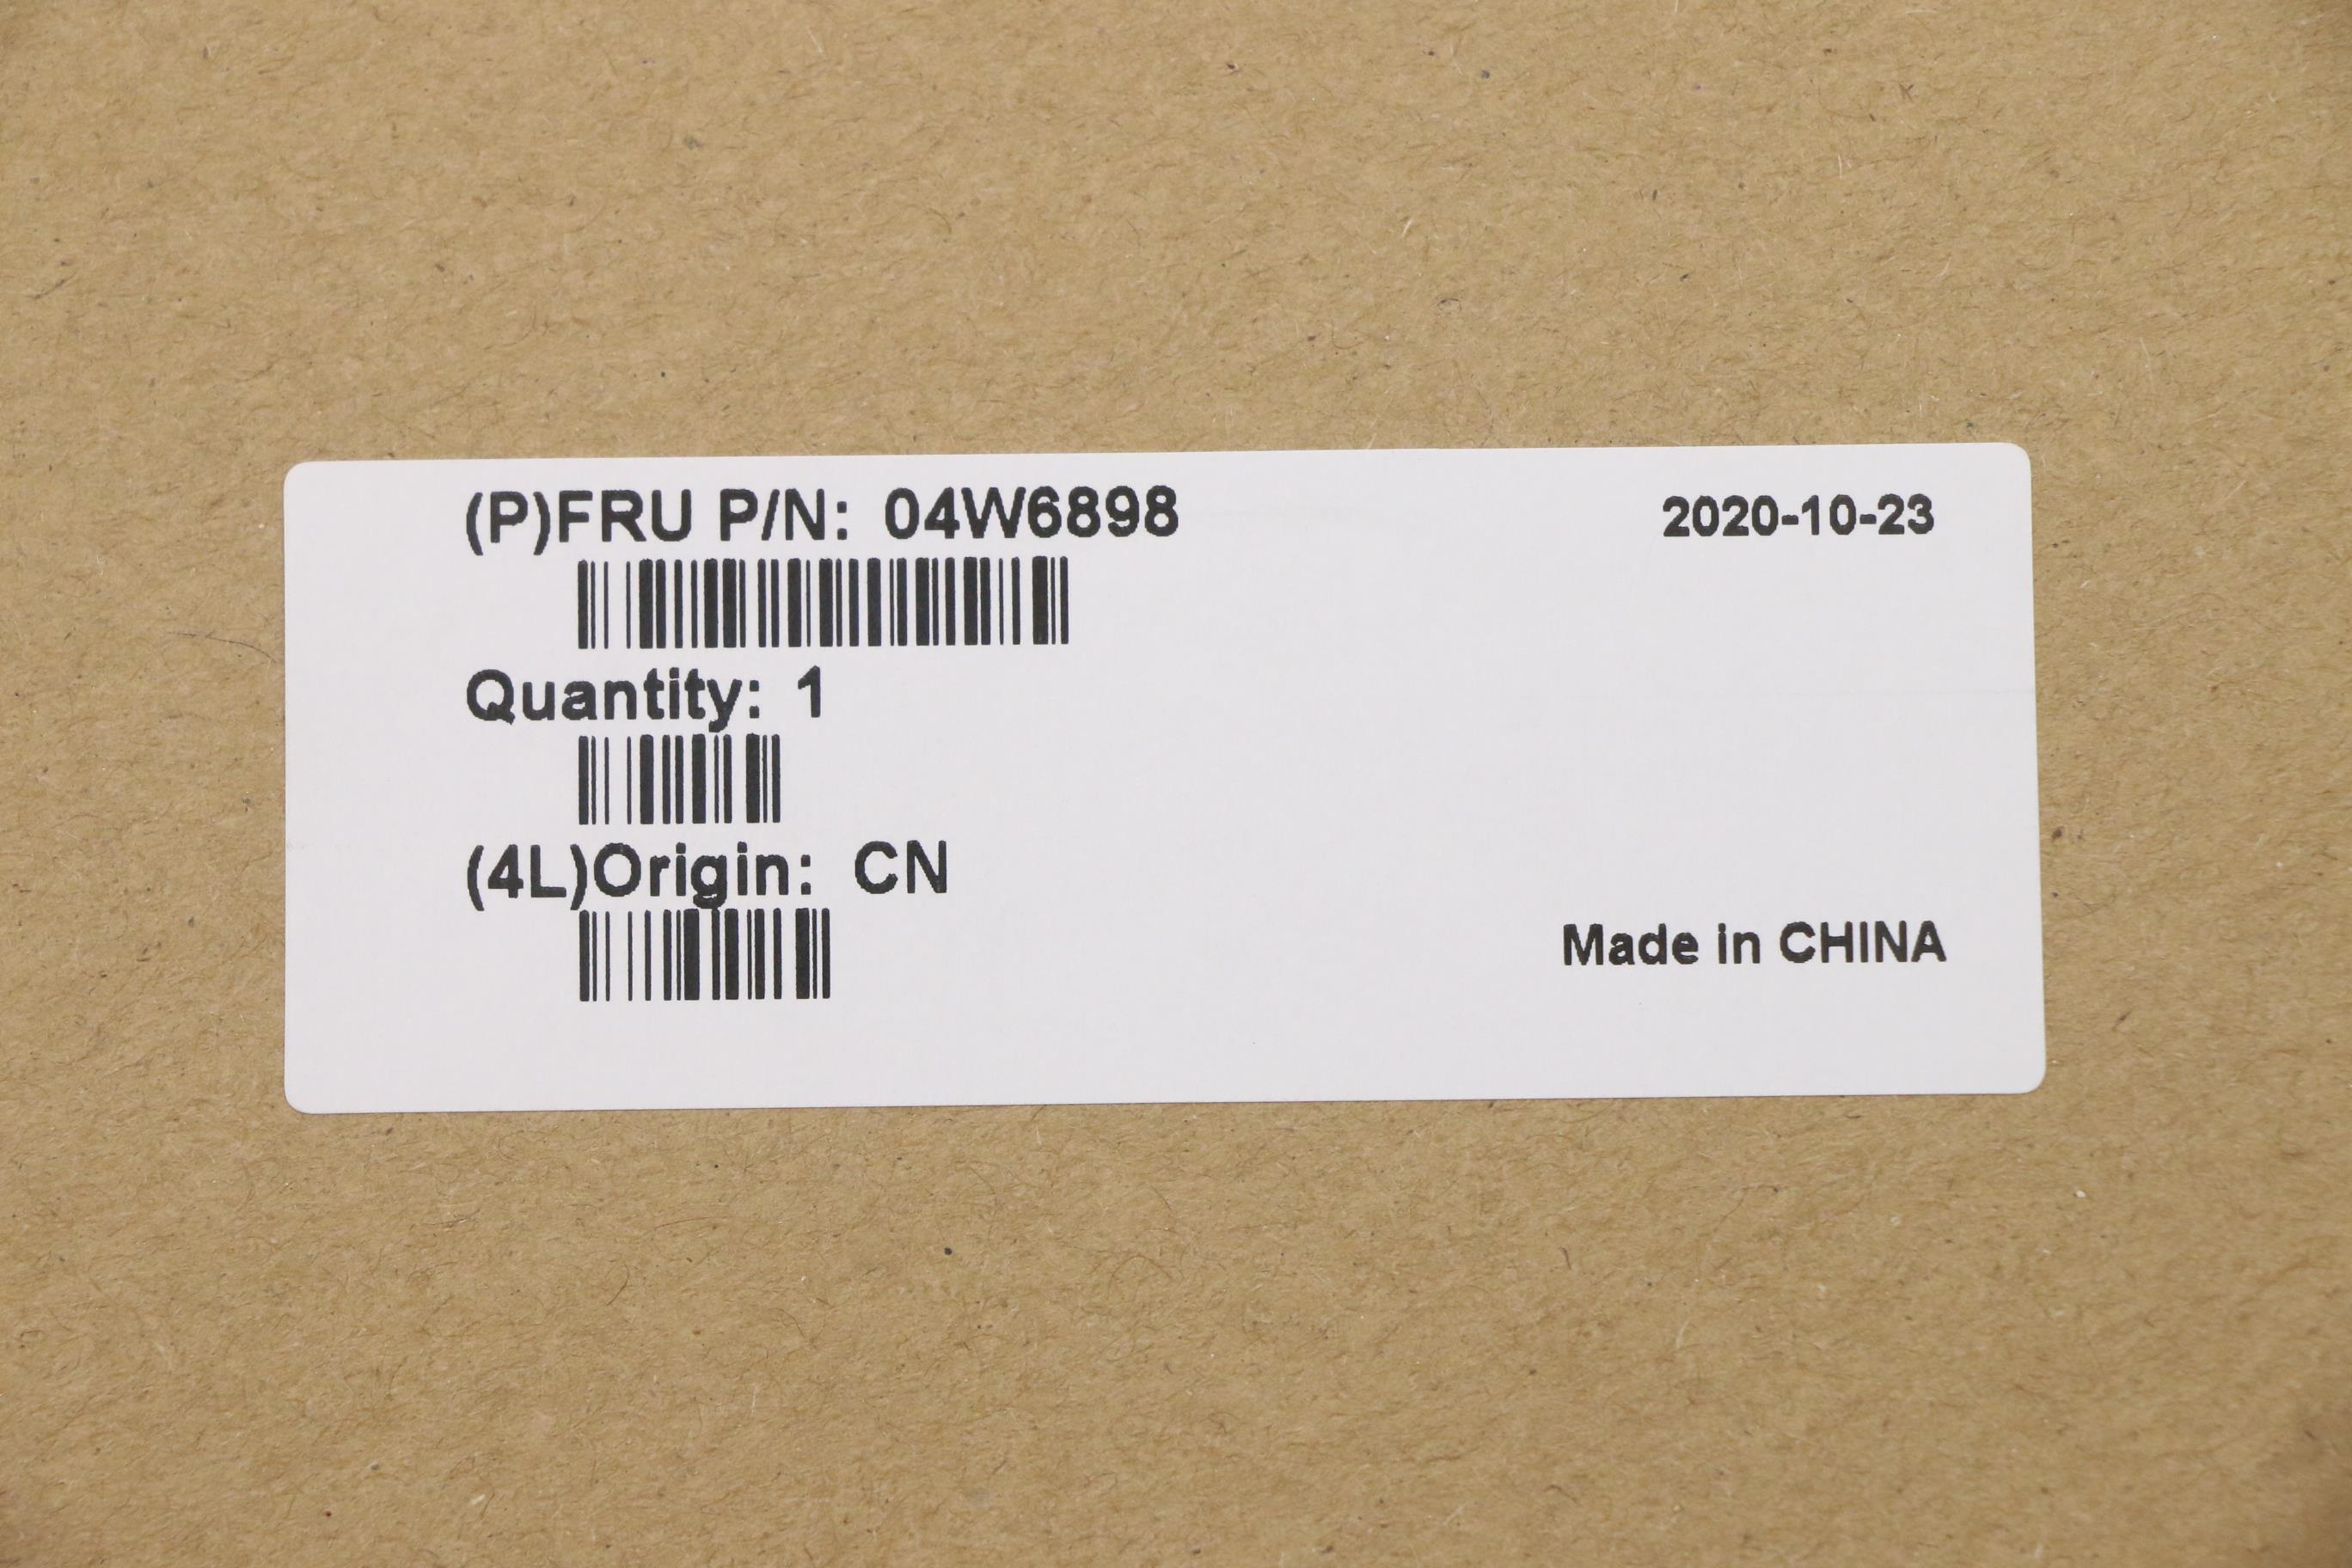 (P)FRU P/N: 04W6898
2020-10-23
Quantity: 1
(4L)Origin: CN
Made in CHINA